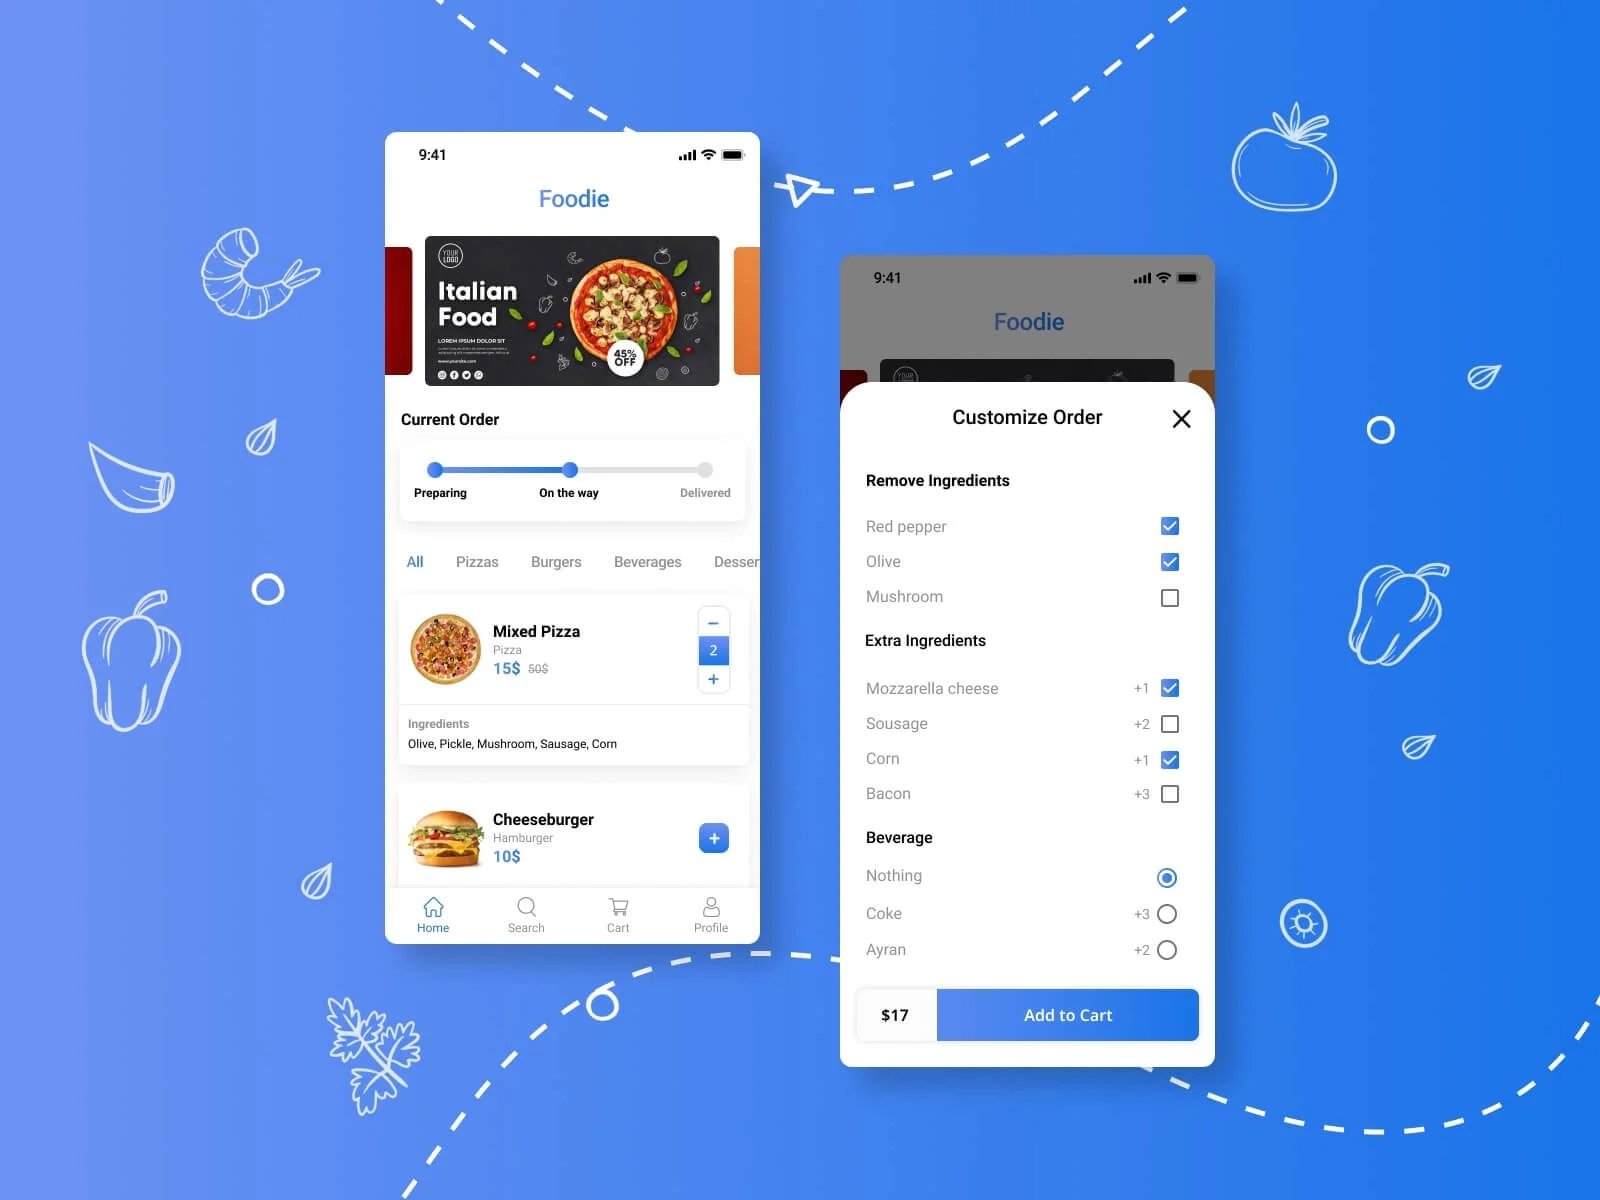 9:41
Foodie
YOUR
LOGO
Italian
Food
LOREM IPSUM DOLOR SIT
www.yoursite.com
45%
OFF
Current Order
Preparing
On the way
Delivered
All
Pizzas
Burgers
Beverages
Desser
Mixed Pizza
Pizza
15$ 50$
2
Ingredients
Olive, Pickle, Mushroom, Sausage, Corn
Cheeseburger
Hamburger
10$
Home
Search
Cart
Profile
9:41
Foodie
YOUR
LOGO
Customize Order
Remove Ingredients
Red pepper
Olive
Mushroom
Extra Ingredients
Mozzarella cheese +1
Sousage +2
Corn +1
Bacon +3
Beverage
Nothing
Coke +3
Ayran +2
$17
Add to Cart